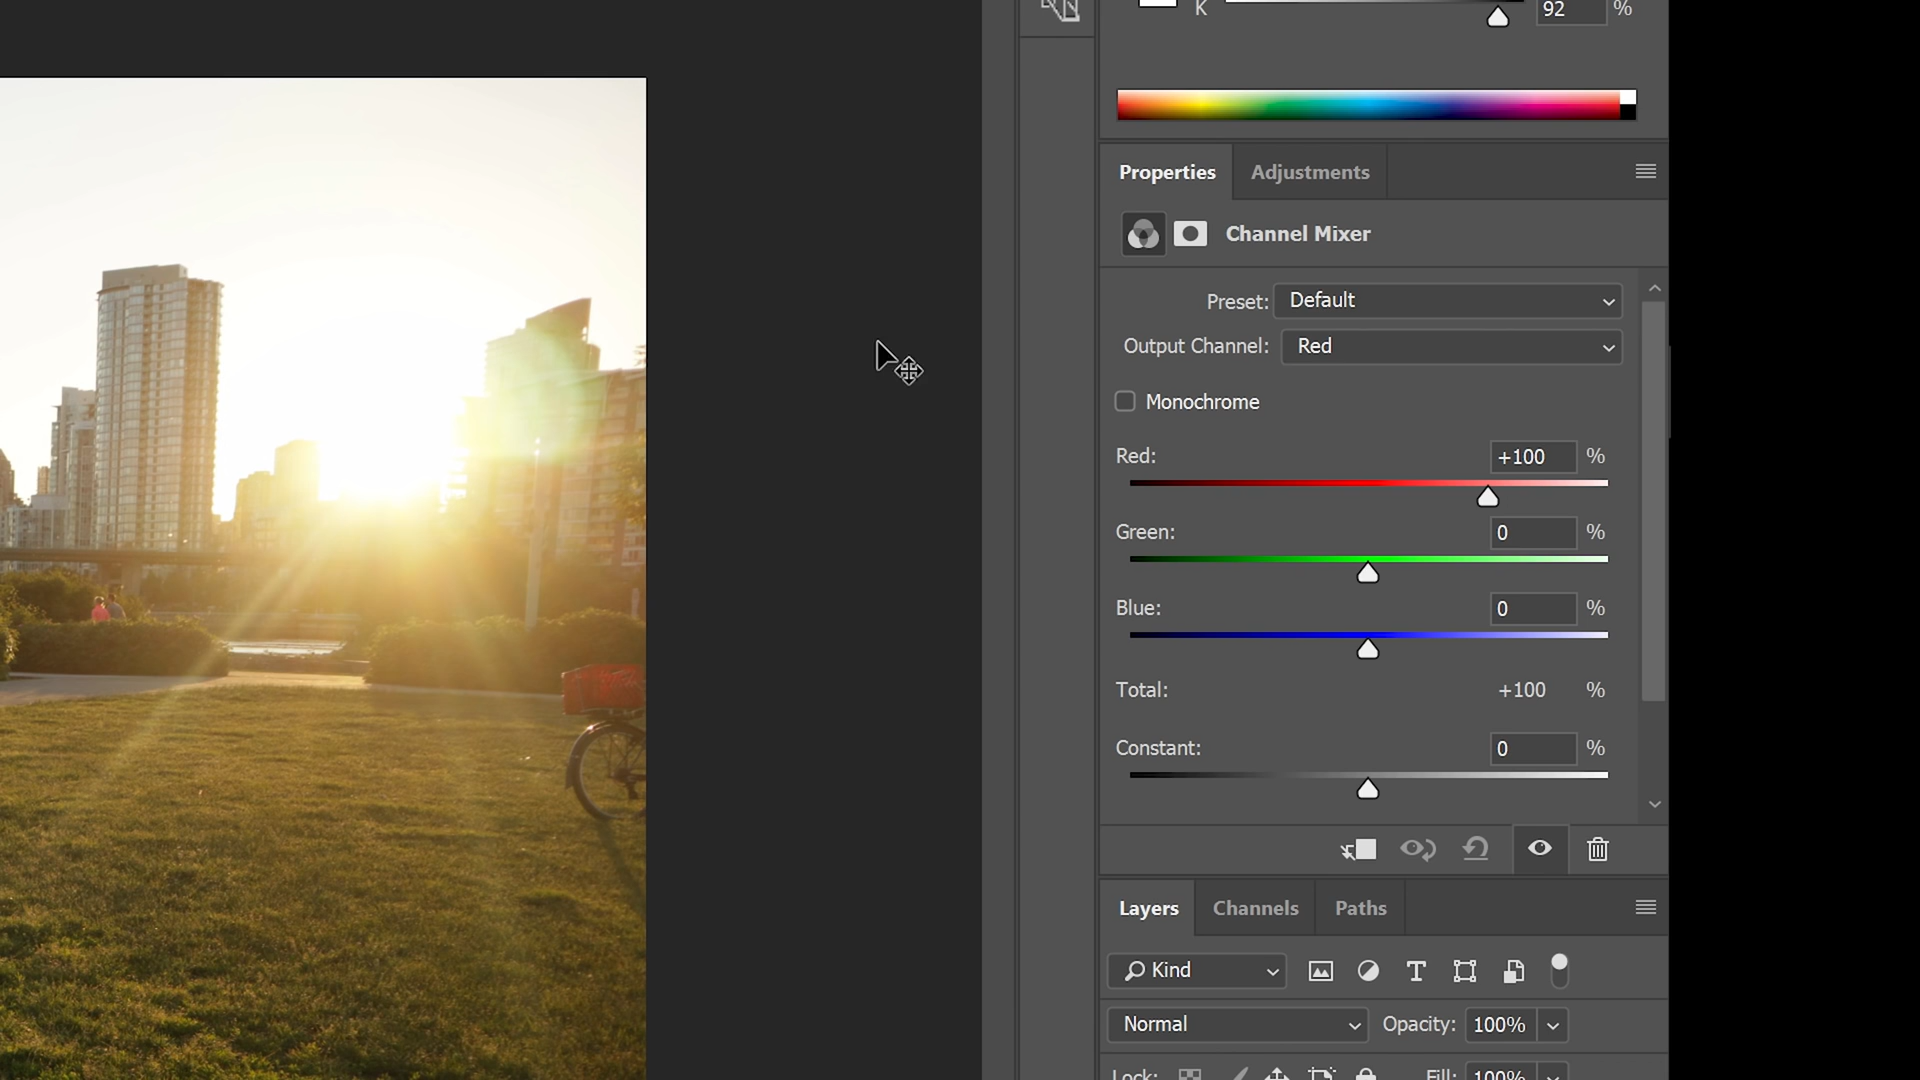 K 92 %
Properties Adjustments
Channel Mixer
Preset: Default
Output Channel: Red
Monochrome
Red: +100 %
Green: 0 %
Blue: 0 %
Total: +100 %
Constant: 0 %
Layers Channels Paths
Kind
Normal Opacity: 100%
Lock: Fill: 100%